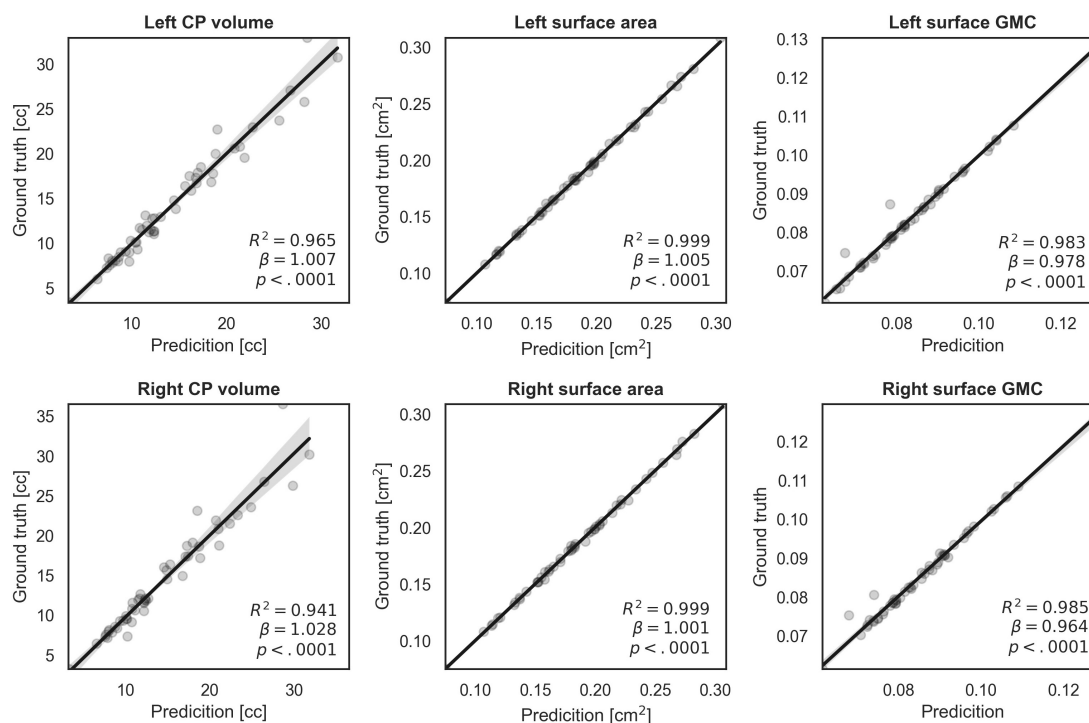 Left CP volume
Ground truth [cc]
30
25
20
15
10
5
R² = 0.965
β = 1.007
p < .0001
10 20 30
Predicition [cc]
Left surface area
Ground truth [cm²]
0.30
0.25
0.20
0.15
0.10
R² = 0.999
β = 1.005
p < .0001
0.10 0.15 0.20 0.25 0.30
Predicition [cm²]
Left surface GMC
Ground truth
0.13
0.12
0.11
0.10
0.09
0.08
0.07
R² = 0.983
β = 0.978
p < .0001
0.08 0.10 0.12
Predicition
Right CP volume
Ground truth [cc]
35
30
25
20
15
10
5
R² = 0.941
β = 1.028
p < .0001
10 20 30
Predicition [cc]
Right surface area
Ground truth [cm²]
0.30
0.25
0.20
0.15
0.10
R² = 0.999
β = 1.001
p < .0001
0.10 0.15 0.20 0.25 0.30
Predicition [cm²]
Right surface GMC
Ground truth
0.12
0.11
0.10
0.09
0.08
0.07
R² = 0.985
β = 0.964
p < .0001
0.08 0.10 0.12
Predicition